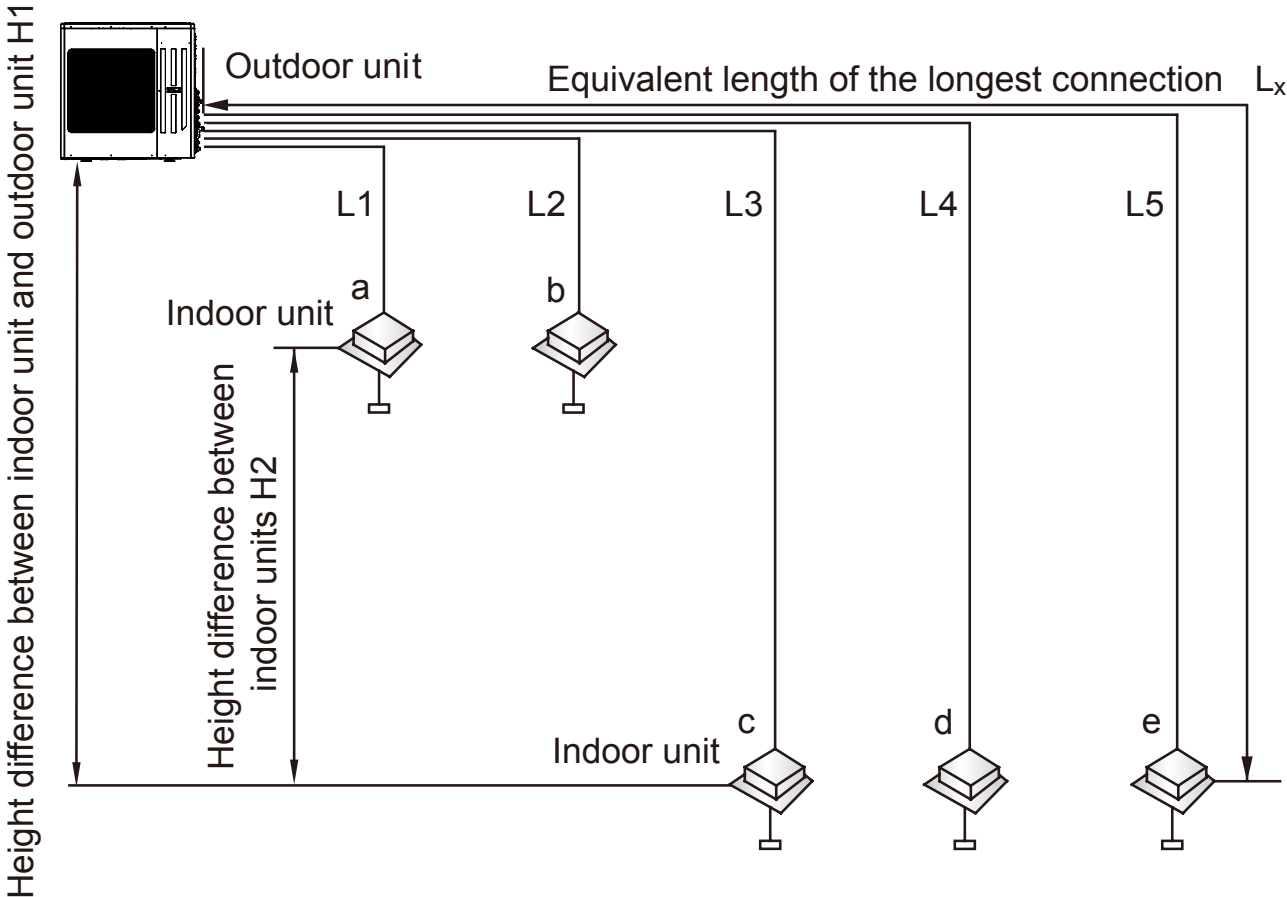 Height difference between indoor unit and outdoor unit H1
Outdoor unit
Equivalent length of the longest connection Lx
L1
L2
L3
L4
L5
a
b
Indoor unit
Height difference between
indoor units H2
c
d
e
Indoor unit